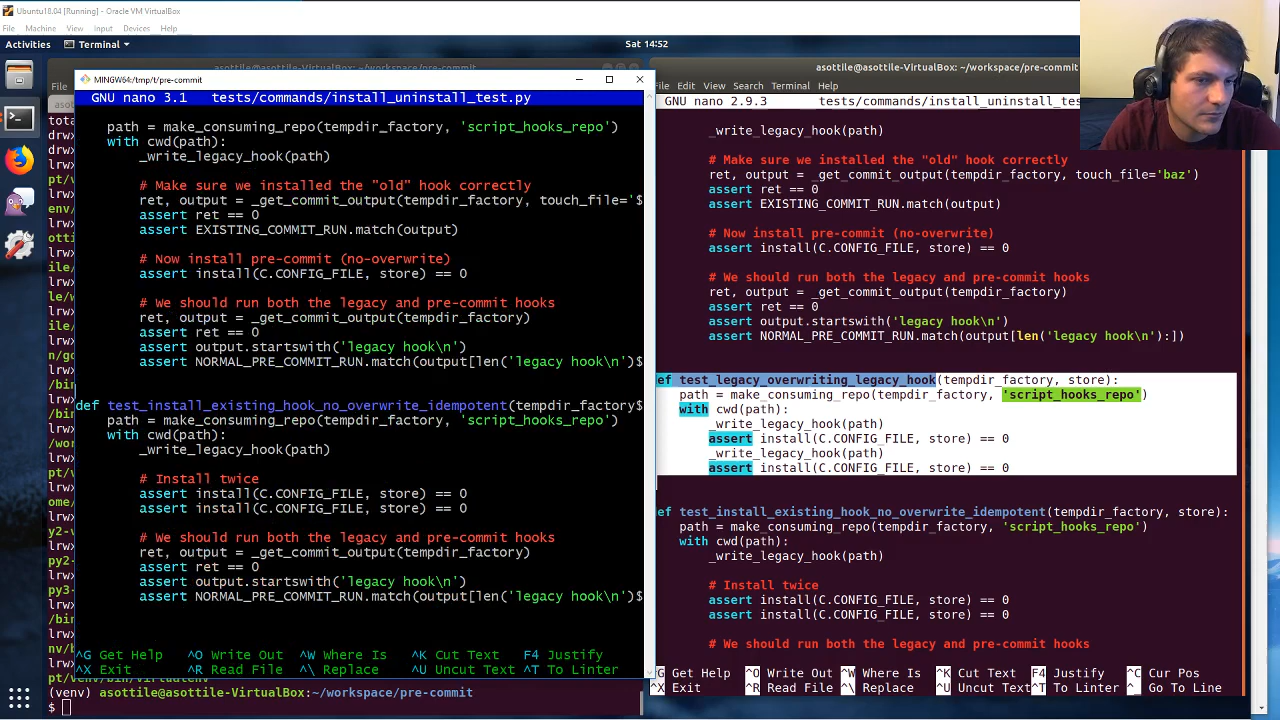 Ubuntu18.04 [Running] - Oracle VM VirtualBox
File Machine View Input Devices Help
Activities Terminal Sat 14:52
MINGW64:/tmp/t/pre-commit
GNU nano 3.1 tests/commands/install_uninstall_test.py
path = make_consuming_repo(tempdir_factory, 'script_hooks_repo')
with cwd(path):
_write_legacy_hook(path)
# Make sure we installed the "old" hook correctly
ret, output = _get_commit_output(tempdir_factory, touch_file='$
assert ret == 0
assert EXISTING_COMMIT_RUN.match(output)
# Now install pre-commit (no-overwrite)
assert install(C.CONFIG_FILE, store) == 0
# We should run both the legacy and pre-commit hooks
ret, output = _get_commit_output(tempdir_factory)
assert ret == 0
assert output.startswith('legacy hook\n')
assert NORMAL_PRE_COMMIT_RUN.match(output[len('legacy hook\n')$
def test_install_existing_hook_no_overwrite_idempotent(tempdir_factory$
path = make_consuming_repo(tempdir_factory, 'script_hooks_repo')
with cwd(path):
_write_legacy_hook(path)
# Install twice
assert install(C.CONFIG_FILE, store) == 0
assert install(C.CONFIG_FILE, store) == 0
# We should run both the legacy and pre-commit hooks
ret, output = _get_commit_output(tempdir_factory)
assert ret == 0
assert output.startswith('legacy hook\n')
assert NORMAL_PRE_COMMIT_RUN.match(output[len('legacy hook\n')$
^G Get Help ^O Write Out ^W Where Is ^K Cut Text F4 Justify
^X Exit ^R Read File ^\ Replace ^U Uncut Text ^T To Linter
(venv) asottile@asottile-VirtualBox:~/workspace/pre-commit
$
asottile@asottile-VirtualBox: ~/workspace/pre-commit
File Edit View Search Terminal Help
GNU nano 2.9.3 tests/commands/install_uninstall_tes
_write_legacy_hook(path)
# Make sure we installed the "old" hook correctly
ret, output = _get_commit_output(tempdir_factory, touch_file='baz')
assert ret == 0
assert EXISTING_COMMIT_RUN.match(output)
# Now install pre-commit (no-overwrite)
assert install(C.CONFIG_FILE, store) == 0
# We should run both the legacy and pre-commit hooks
ret, output = _get_commit_output(tempdir_factory)
assert ret == 0
assert output.startswith('legacy hook\n')
assert NORMAL_PRE_COMMIT_RUN.match(output[len('legacy hook\n'):])
ef test_legacy_overwriting_legacy_hook(tempdir_factory, store):
path = make_consuming_repo(tempdir_factory, 'script_hooks_repo')
with cwd(path):
_write_legacy_hook(path)
assert install(C.CONFIG_FILE, store) == 0
_write_legacy_hook(path)
assert install(C.CONFIG_FILE, store) == 0
ef test_install_existing_hook_no_overwrite_idempotent(tempdir_factory, store):
path = make_consuming_repo(tempdir_factory, 'script_hooks_repo')
with cwd(path):
_write_legacy_hook(path)
# Install twice
assert install(C.CONFIG_FILE, store) == 0
assert install(C.CONFIG_FILE, store) == 0
# We should run both the legacy and pre-commit hooks
^G Get Help ^O Write Out ^W Where Is ^K Cut Text F4 Justify ^C Cur Pos
^X Exit ^R Read File ^\ Replace ^U Uncut Text ^T To Linter ^_ Go To Line